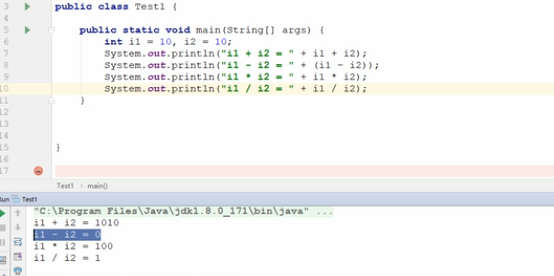 3 public class Test1 {
4
5 public static void main(String[] args) {
6 int i1 = 10, i2 = 10;
7 System.out.println("i1 + i2 = " + i1 + i2);
8 System.out.println("i1 - i2 = " + (i1 - i2));
9 System.out.println("i1 * i2 = " + i1 * i2);
10 System.out.println("i1 / i2 = " + i1 / i2);
11 }
12
13
14
15 }
16
17
Test1 › main()
un Test1
"C:\Program Files\Java\jdk1.8.0_171\bin\java" ...
i1 + i2 = 1010
i1 - i2 = 0
i1 * i2 = 100
i1 / i2 = 1